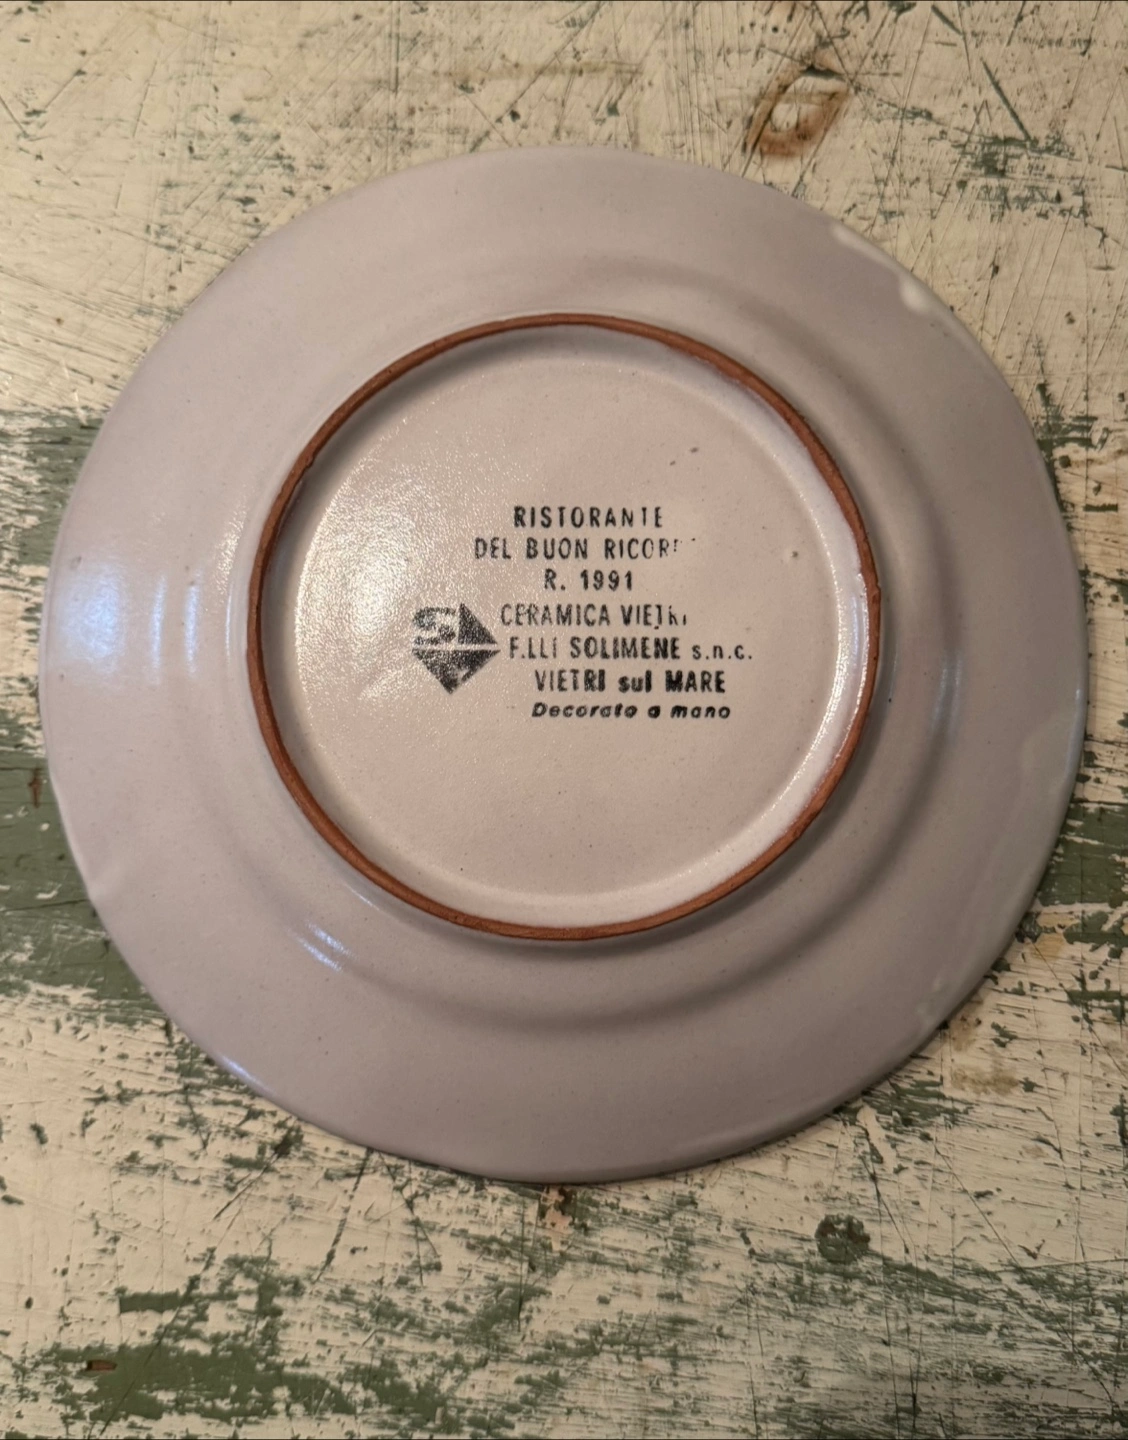 RISTORANTE
DEL BUON
R. 1991
CERAMICA
F.LLI SOLIMENE s.n.c.
VIETRI sul MARE
Decorato a mano